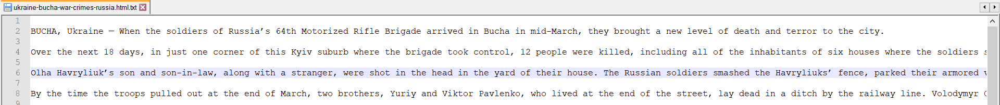 ukraine-bucha-war-crimes-russia.html.txt
1
2 BUCHA, Ukraine — When the soldiers of Russia’s 64th Motorized Rifle Brigade arrived in Bucha in mid-March, they brought a new level of death and terror to the city.
3
4 Over the next 18 days, in just one corner of this Kyiv suburb where the brigade took control, 12 people were killed, including all of the inhabitants of six houses where the soldiers
5
6 Olha Havryliuk’s son and son-in-law, along with a stranger, were shot in the head in the yard of their house. The Russian soldiers smashed the Havryliuks’ fence, parked their armored
7
8 By the time the troops pulled out at the end of March, two brothers, Yuriy and Viktor Pavlenko, who lived at the end of the street, lay dead in a ditch by the railway line. Volodymyr
9